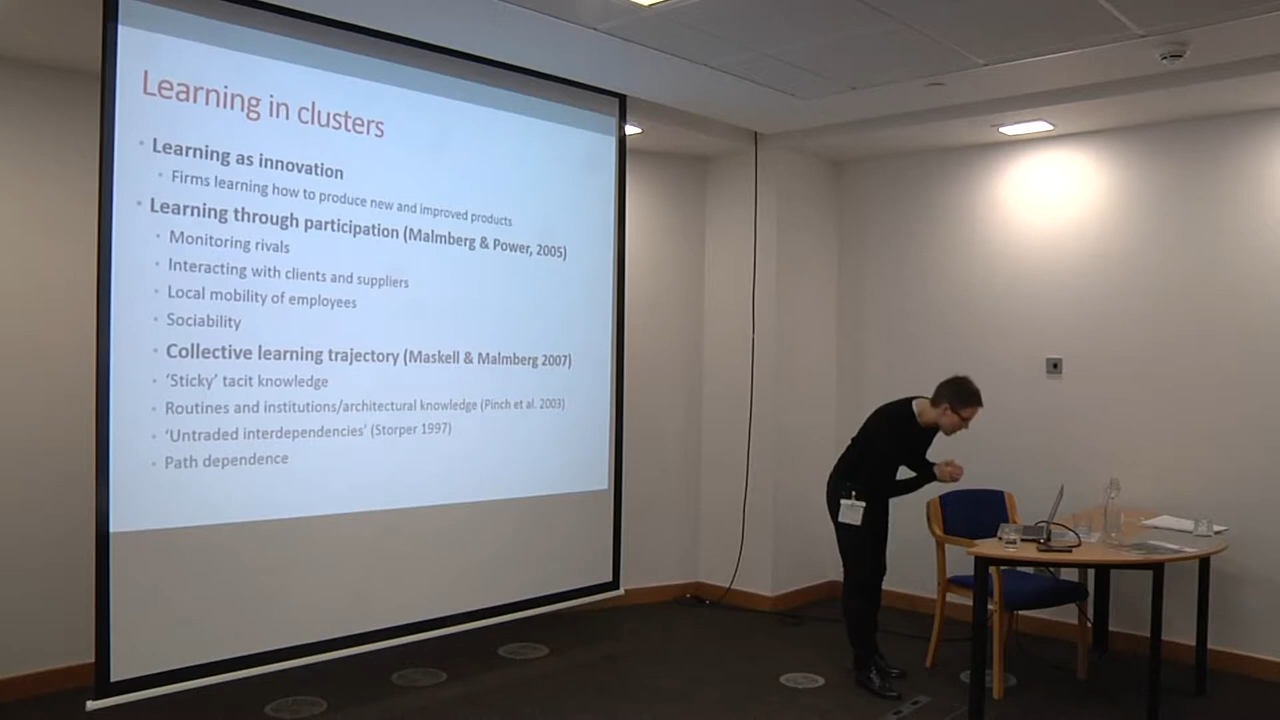 Learning in clusters
• Learning as innovation
• Firms learning how to produce new and improved products
• Learning through participation (Malmberg & Power, 2005)
• Monitoring rivals
• Interacting with clients and suppliers
• Local mobility of employees
• Sociability
• Collective learning trajectory (Maskell & Malmberg 2007)
• ‘Sticky’ tacit knowledge
• Routines and institutions/architectural knowledge (Pinch et al. 2003)
• ‘Untraded interdependencies’ (Storper 1997)
• Path dependence